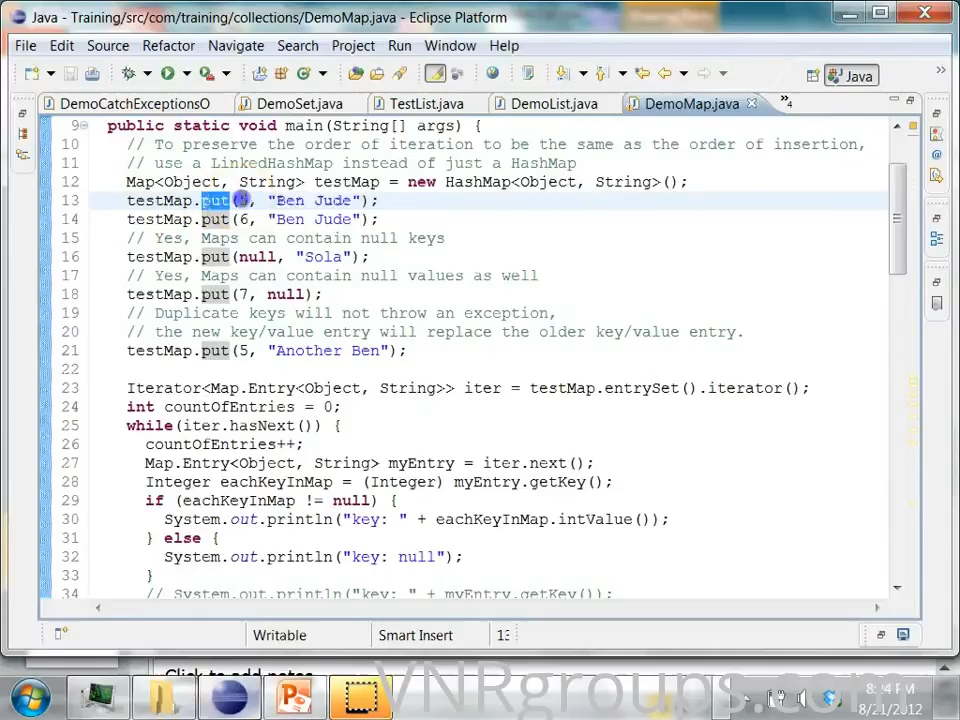 Java - Training/src/com/training/collections/DemoMap.java - Eclipse Platform
File Edit Source Refactor Navigate Search Project Run Window Help
Java
DemoCatchExceptionsO DemoSet.java TestList.java DemoList.java DemoMap.java 4
9 public static void main(String[] args) {
10 // To preserve the order of iteration to be the same as the order of insertion,
11 // use a LinkedHashMap instead of just a HashMap
12 Map<Object, String> testMap = new HashMap<Object, String>();
13 testMap.put( , "Ben Jude");
14 testMap.put(6, "Ben Jude");
15 // Yes, Maps can contain null keys
16 testMap.put(null, "Sola");
17 // Yes, Maps can contain null values as well
18 testMap.put(7, null);
19 // Duplicate keys will not throw an exception,
20 // the new key/value entry will replace the older key/value entry.
21 testMap.put(5, "Another Ben");
22
23 Iterator<Map.Entry<Object, String>> iter = testMap.entrySet().iterator();
24 int countOfEntries = 0;
25 while(iter.hasNext()) {
26 countOfEntries++;
27 Map.Entry<Object, String> myEntry = iter.next();
28 Integer eachKeyInMap = (Integer) myEntry.getKey();
29 if (eachKeyInMap != null) {
30 System.out.println("key: " + eachKeyInMap.intValue());
31 } else {
32 System.out.println("key: null");
33 }
34 // System.out.println("key: " + myEntry.getKey());
Writable Smart Insert
Click to add notes
VNRgroups.com
8:24 PM
8/21/2012